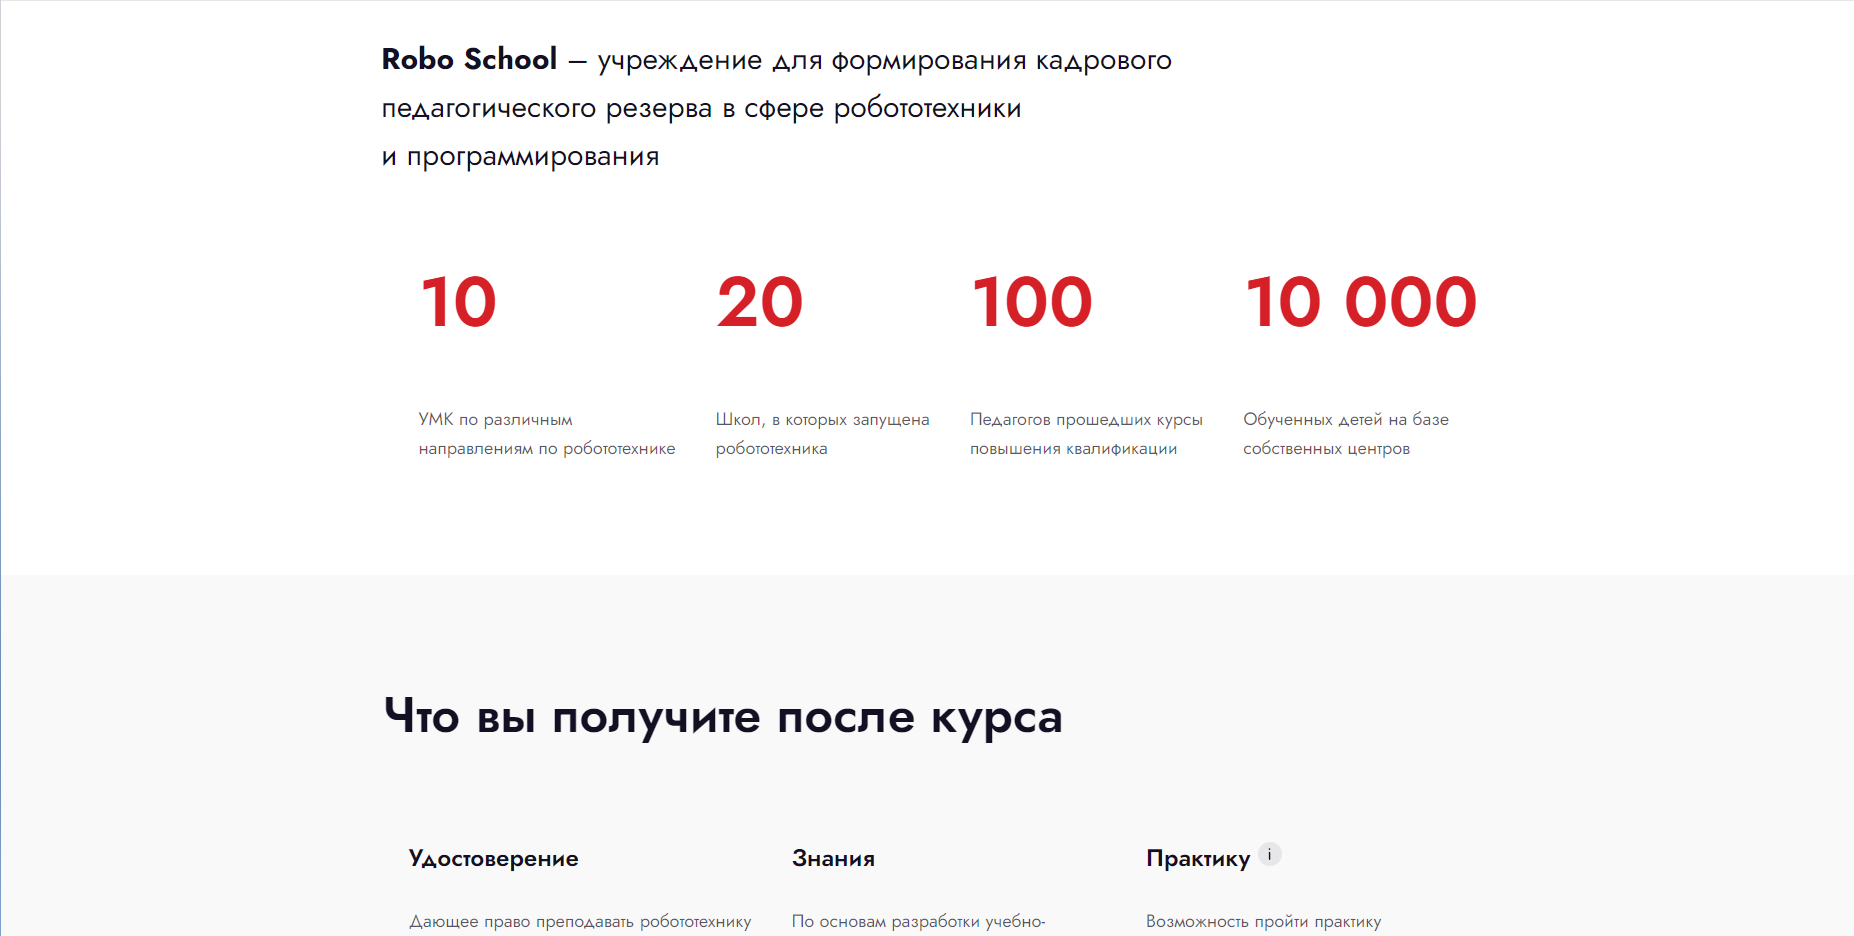 Robo School – учреждение для формирования кадрового
педагогического резерва в сфере робототехники
и программирования
10
20
100
10 000
УМК по различным
направлениям по робототехнике
Школ, в которых запущена
робототехника
Педагогов прошедших курсы
повышения квалификации
Обученных детей на базе
собственных центров
Что вы получите после курса
Удостоверение
Знания
Практику i
Дающее право преподавать робототехнику
По основам разработки учебно-
Возможность пройти практику